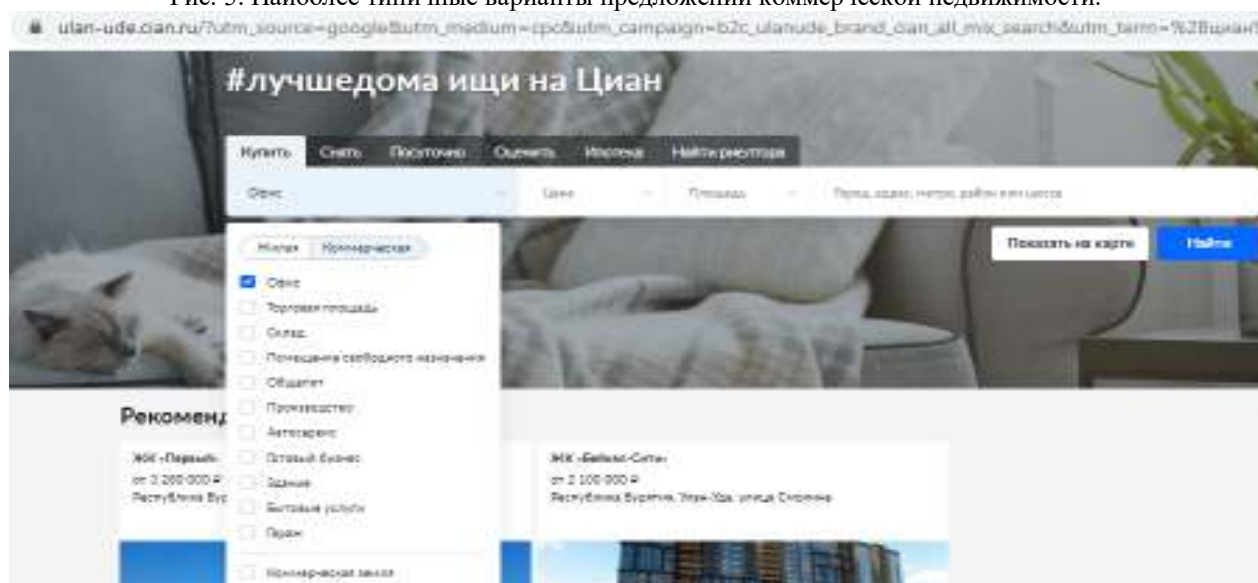 Рис. 3. Наиболее типичные варианты предложений коммерческой недвижимости.
ulan-ude.cian.ru/?utm_source=google&utm_medium=cpc&utm_campaign=b2c_ulanude_brand_cian_all_mix_search&utm_term=%2Bциан
#лучшедома ищи на Циан
Купить Снять Посуточно Оценить Ипотека Найти риелтора
Офис Цена Площадь Город, адрес, метро, район или шоссе
Жилая Коммерческая
Показать на карте Найти
Офис
Торговая площадь
Склад
Помещение свободного назначения
Общепит
Производство
Автосервис
Готовый бизнес
Здание
Бытовые услуги
Гараж
Коммерческая земля
Рекоменд
ЖК «Первый»
от 2 280 000 ₽
Республика Бур
ЖК «Байкал-Сити»
от 2 100 000 ₽
Республика Бурятия, Улан-Удэ, улица Смолина